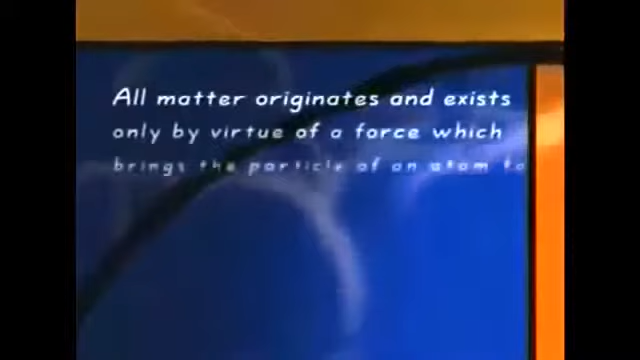 All matter originates and exists
only by virtue of a force which
brings the particle of an atom to